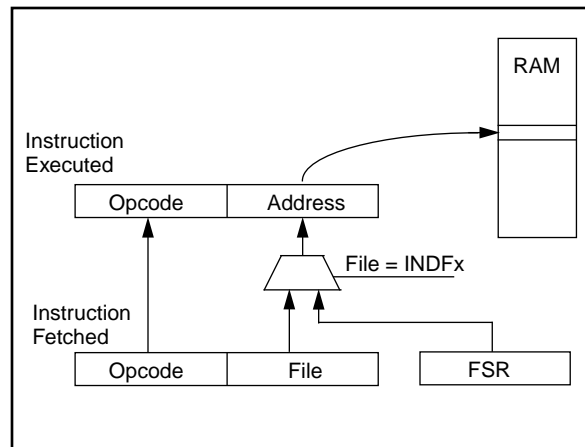 RAM
Instruction
Executed
Opcode
Address
File = INDFx
Instruction
Fetched
Opcode
File
FSR